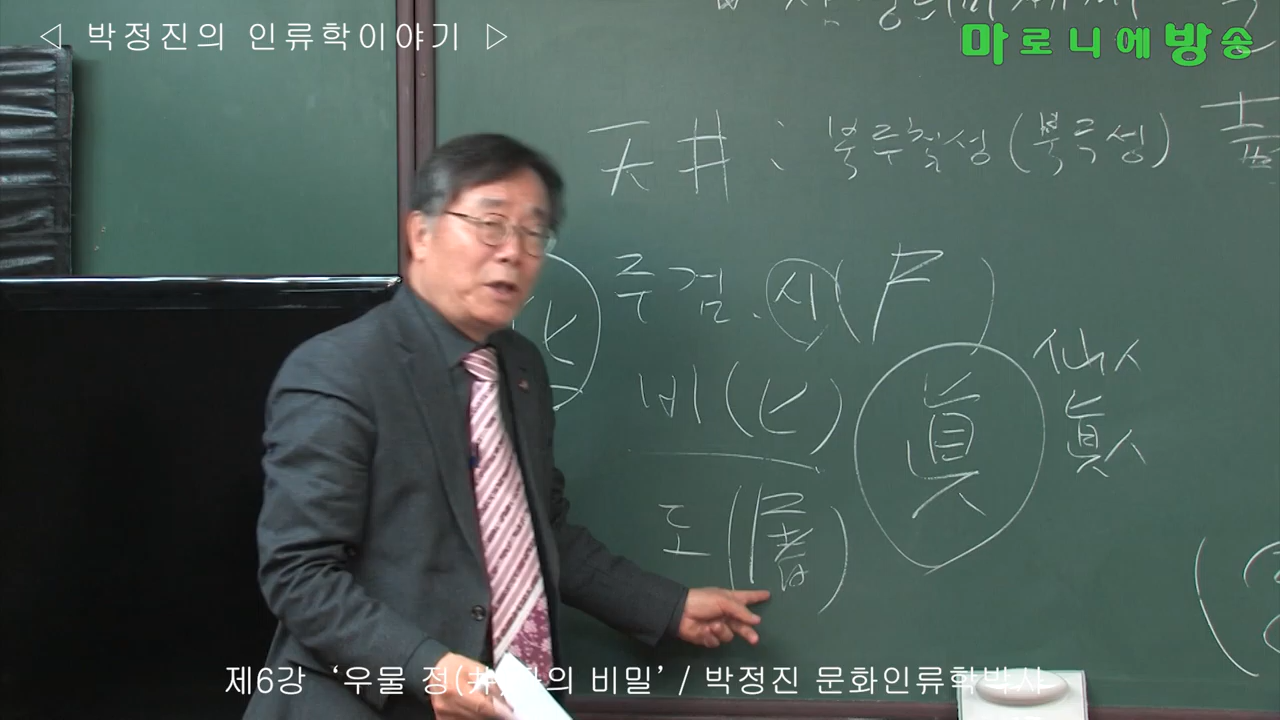 ◁ 박정진의 인류학이야기 ▷
마로니에방송
天井 : 북두칠성 (북극성)
주검 시 (尸)
비 (匕)
眞
仙人
眞人
도 (屠)
제6강 ‘우물 정(井)자의 비밀’ / 박정진 문화인류학박사